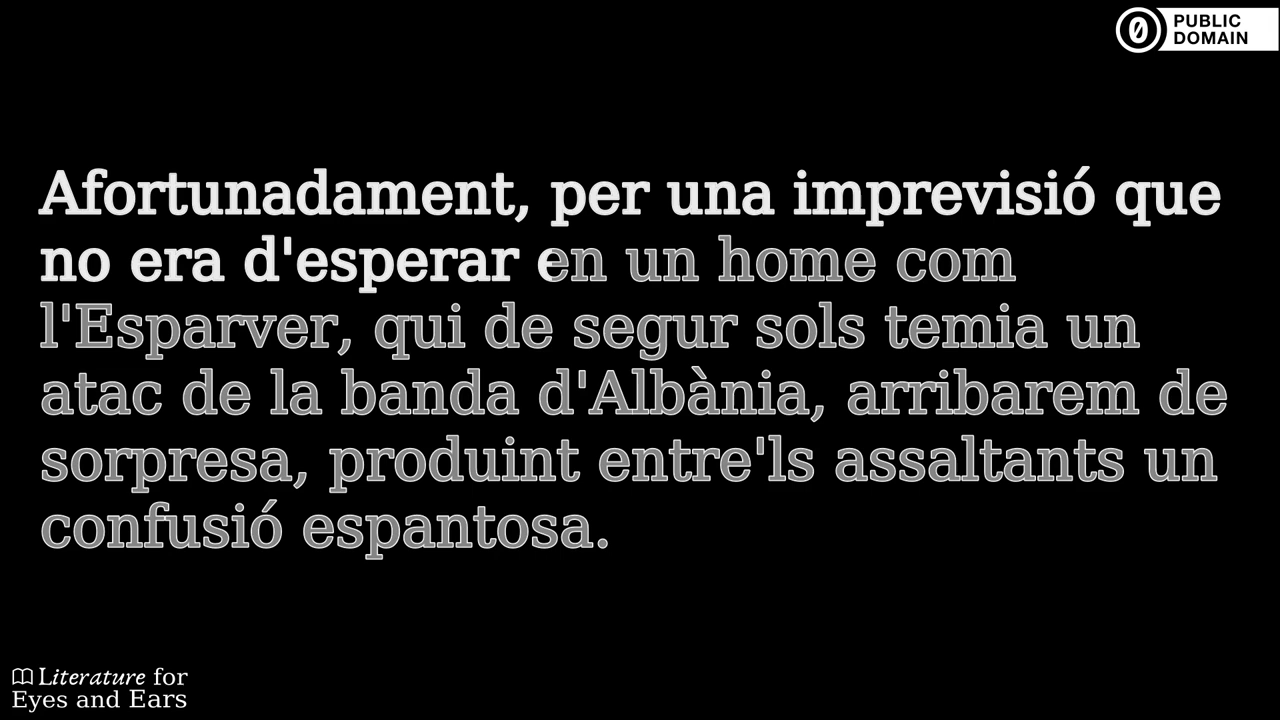 PUBLIC
DOMAIN
Afortunadament, per una imprevisió que
no era d'esperar en un home com
l'Esparver, qui de segur sols temia un
atac de la banda d'Albània, arribarem de
sorpresa, produint entre'ls assaltants un
confusió espantosa.
Literature for
Eyes and Ears